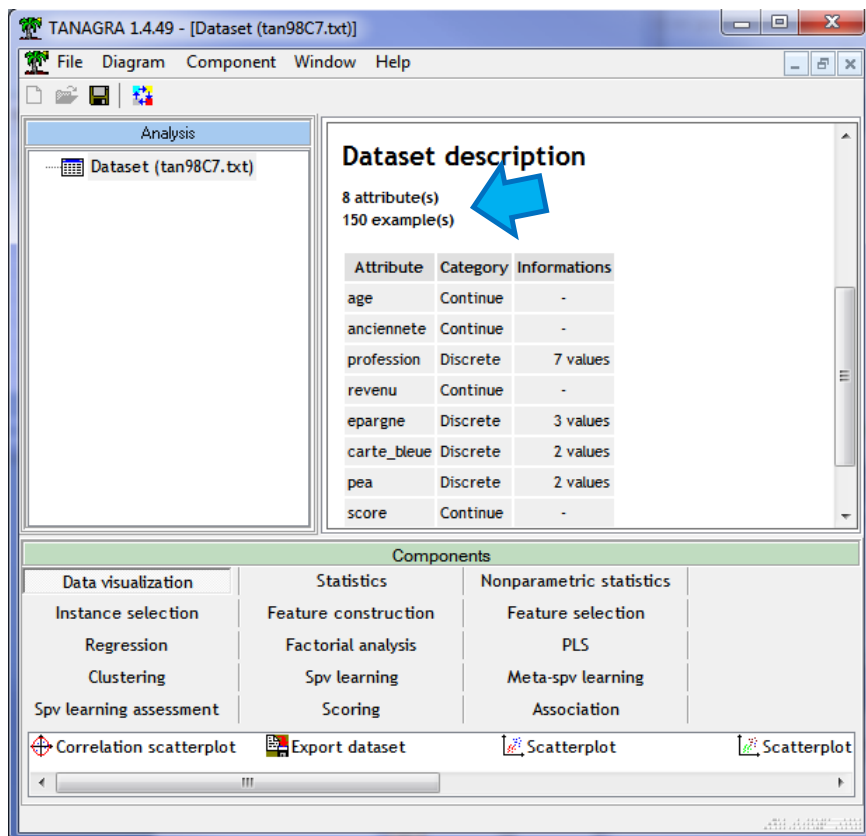 TANAGRA 1.4.49 - [Dataset (tan98C7.txt)]
File Diagram Component Window Help
Analysis
Dataset (tan98C7.txt)
Dataset description
8 attribute(s)
150 example(s)
Attribute Category Informations
age Continue -
anciennete Continue -
profession Discrete 7 values
revenu Continue -
epargne Discrete 3 values
carte_bleue Discrete 2 values
pea Discrete 2 values
score Continue -
Components
Data visualization Statistics Nonparametric statistics
Instance selection Feature construction Feature selection
Regression Factorial analysis PLS
Clustering Spv learning Meta-spv learning
Spv learning assessment Scoring Association
Correlation scatterplot Export dataset Scatterplot Scatterplot